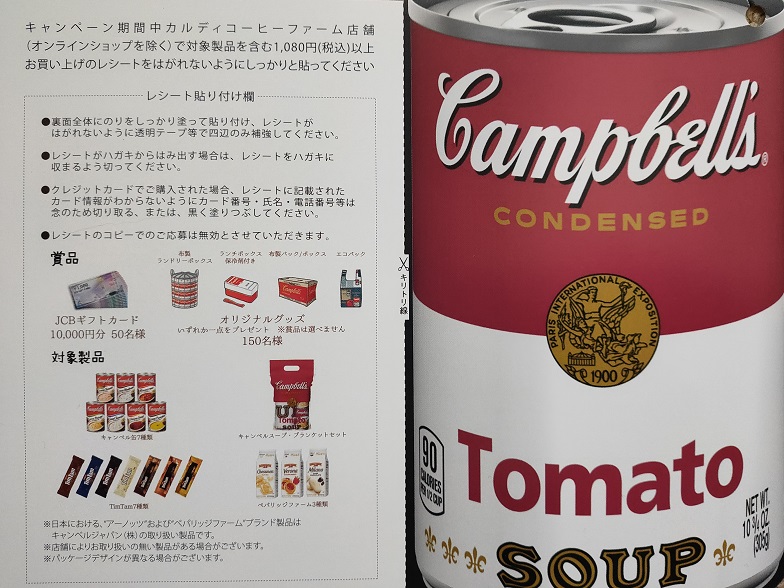 キャンペーン期間中カルディコーヒーファーム店舗
(オンラインショップを除く)で対象製品を含む1,080円(税込)以上
お買い上げのレシートをはがれないようにしっかりと貼ってください
レシート貼り付け欄
●裏面全体にのりをしっかり塗って貼り付け、レシートが
はがれないように透明テープ等で四辺のみ補強してください。
●レシートがハガキからはみ出す場合は、レシートをハガキに
収まるよう切ってください。
●クレジットカードでご購入された場合、レシートに記載された
カード情報がわからないようにカード番号・氏名・電話番号等は
念のため切り取る、または、黒く塗りつぶしてください。
●レシートのコピーでのご応募は無効とさせていただきます。
賞品
布製
ランドリーボックス
ランチボックス
保冷剤付き
布製バック/ボックス
エコバック
JCBギフトカード
10,000円分 50名様
オリジナルグッズ
いずれか一点をプレゼント ※賞品は選べません
150名様
対象製品
キャンベル缶7種類
Campbell's
Tomato
SOUP
キャンベルスープ・ブランケットセット
TimTam7種類
Chessmen
Verona
ペパリッジファーム3種類
※日本における、"アーノッツ"および"ペパリッジファーム"ブランド製品は
キャンベルジャパン(株)の取り扱い製品です。
※店舗によりお取り扱いの無い製品がある場合がございます。
※パッケージデザインが異なる場合がございます。
キリトリ線
Campbell's®
CONDENSED
PARIS INTERNATIONAL EXPOSITION
1900
90
CALORIES
PER 1/2 CUP
Tomato
NET WT.
10 3/4 OZ
(305g)
SOUP